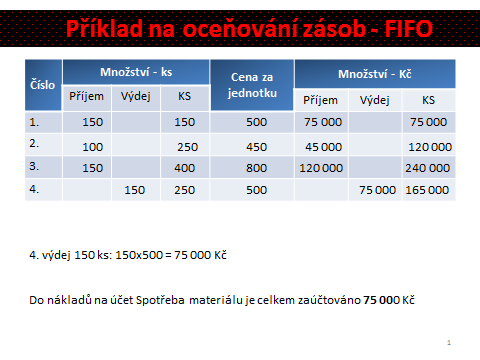 Příklad na oceňování zásob - FIFO
Číslo Množství - ks Cena za jednotku Množství - Kč
Příjem Výdej KS Příjem Výdej KS
1. 150 150 500 75 000 75 000
2. 100 250 450 45 000 120 000
3. 150 400 800 120 000 240 000
4. 150 250 500 75 000 165 000
4. výdej 150 ks: 150x500 = 75 000 Kč
Do nákladů na účet Spotřeba materiálu je celkem zaúčtováno 75 000 Kč
1